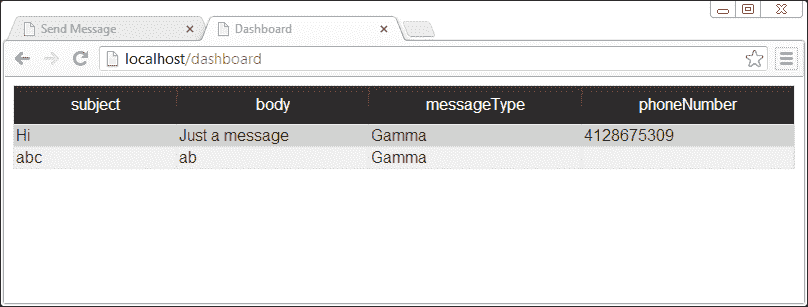 Send Message Dashboard
localhost/dashboard
subject body messageType phoneNumber
Hi Just a message Gamma 4128675309
abc ab Gamma